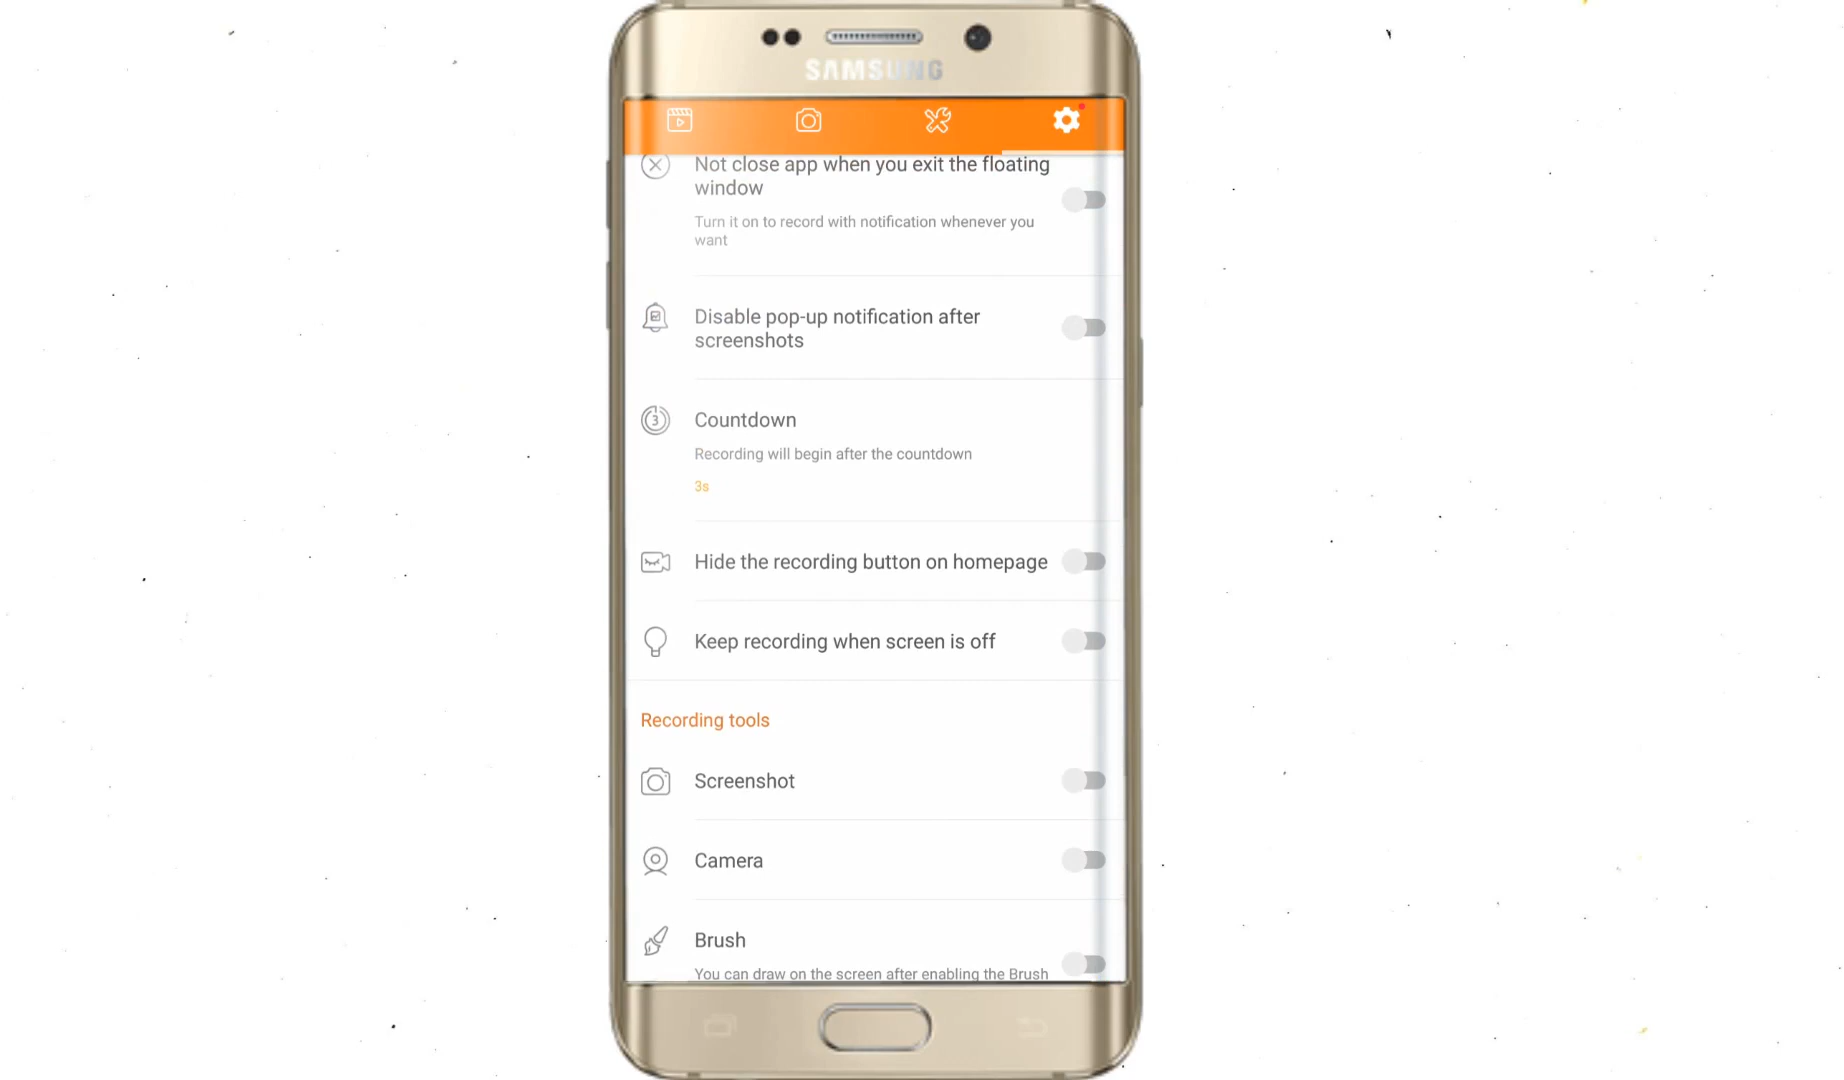 SAMSUNG
Not close app when you exit the floating
window
Turn it on to record with notification whenever you
want
Disable pop-up notification after
screenshots
3
Countdown
Recording will begin after the countdown
3s
Hide the recording button on homepage
Keep recording when screen is off
Recording tools
Screenshot
Camera
Brush
You can draw on the screen after enabling the Brush